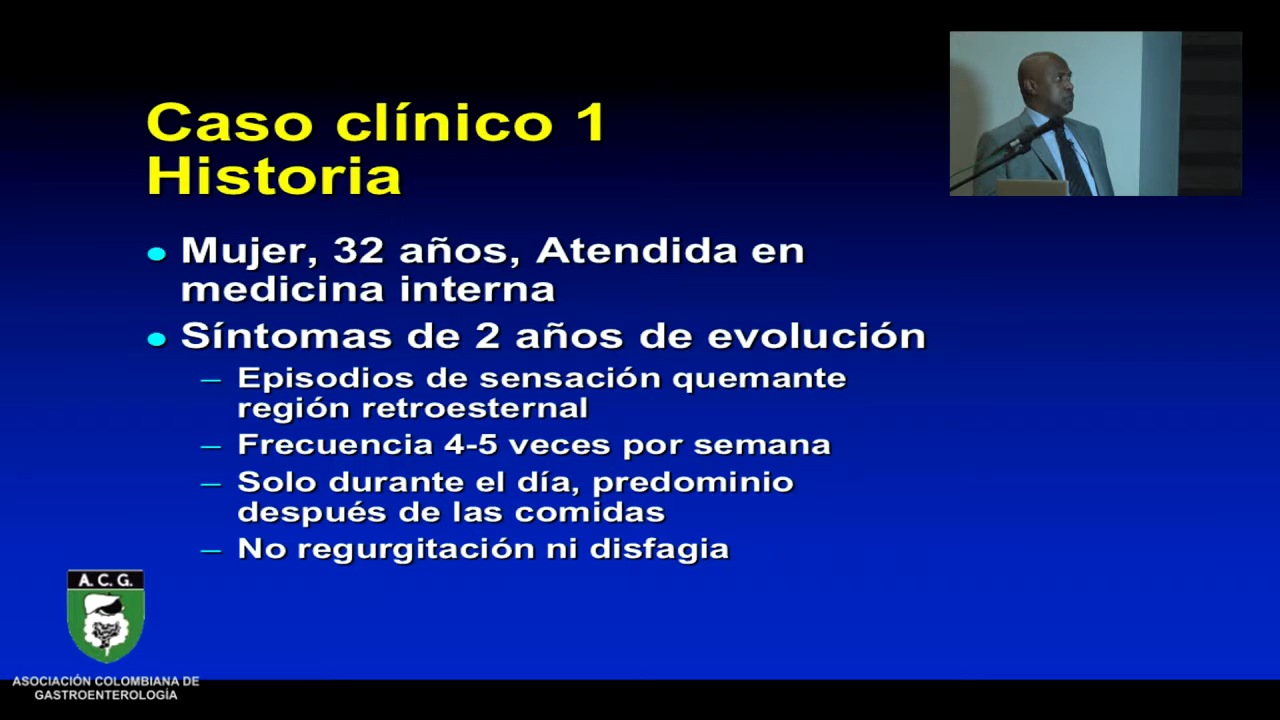 Caso clínico 1
Historia
Mujer, 32 años, Atendida en
medicina interna
Síntomas de 2 años de evolución
– Episodios de sensación quemante
región retroesternal
– Frecuencia 4-5 veces por semana
– Solo durante el día, predominio
después de las comidas
– No regurgitación ni disfagia
A. C. G.
ASOCIACIÓN COLOMBIANA DE
GASTROENTEROLOGÍA